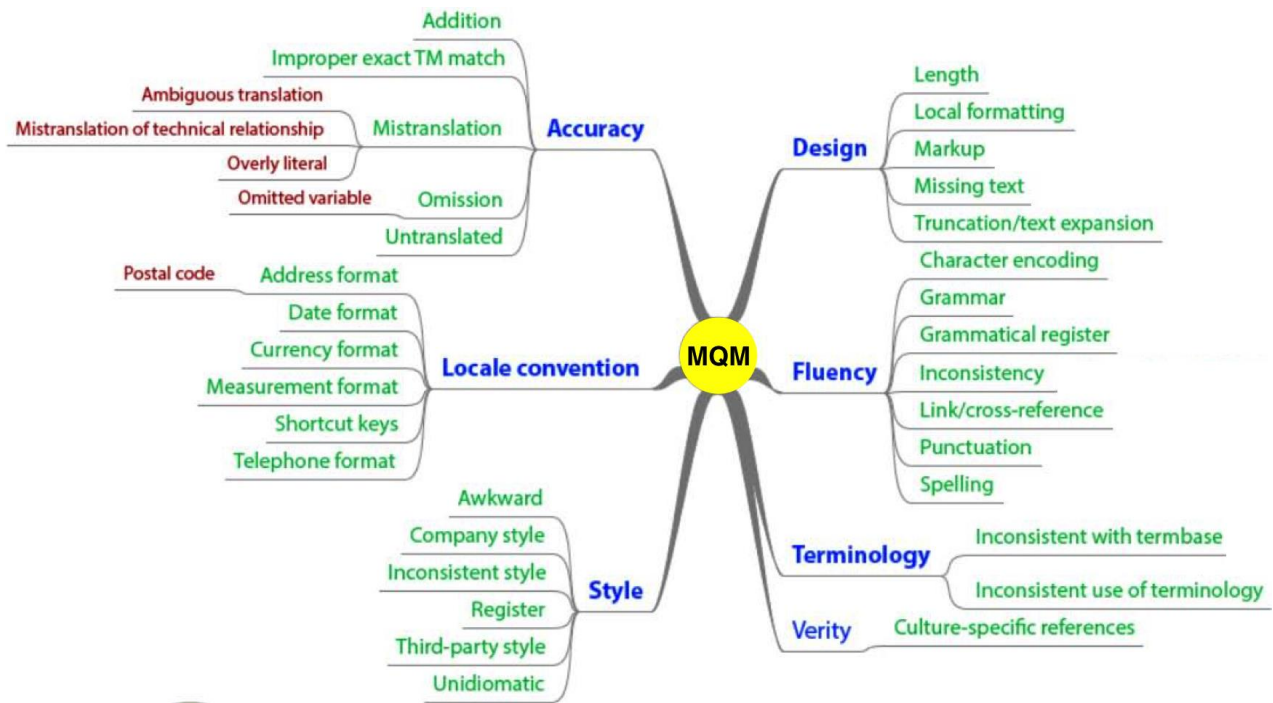 Addition
Improper exact TM match
Ambiguous translation
Mistranslation of technical relationship
Overly literal
Mistranslation
Omitted variable
Omission
Untranslated
Accuracy
Postal code
Address format
Date format
Currency format
Measurement format
Shortcut keys
Telephone format
Locale convention
Awkward
Company style
Inconsistent style
Register
Third-party style
Unidiomatic
Style
MQM
Design
Length
Local formatting
Markup
Missing text
Truncation/text expansion
Fluency
Character encoding
Grammar
Grammatical register
Inconsistency
Link/cross-reference
Punctuation
Spelling
Terminology
Inconsistent with termbase
Inconsistent use of terminology
Verity
Culture-specific references